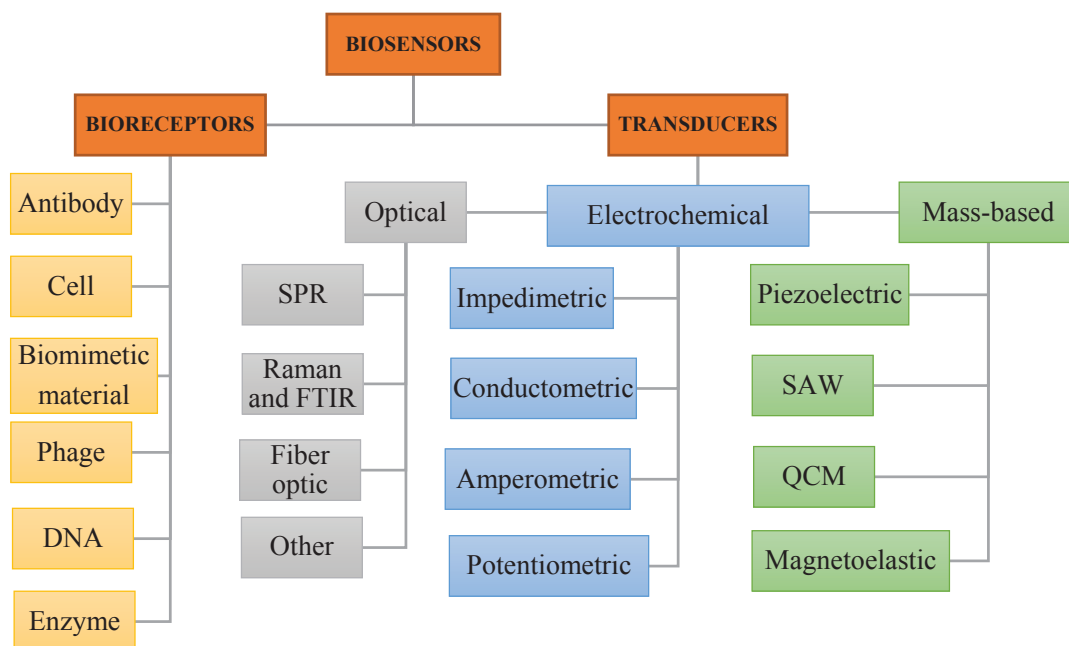 BIOSENSORS
BIORECEPTORS
TRANSDUCERS
Antibody
Cell
Biomimetic
material
Phage
DNA
Enzyme
Optical
SPR
Raman
and FTIR
Fiber
optic
Other
Electrochemical
Impedimetric
Conductometric
Amperometric
Potentiometric
Mass-based
Piezoelectric
SAW
QCM
Magnetoelastic